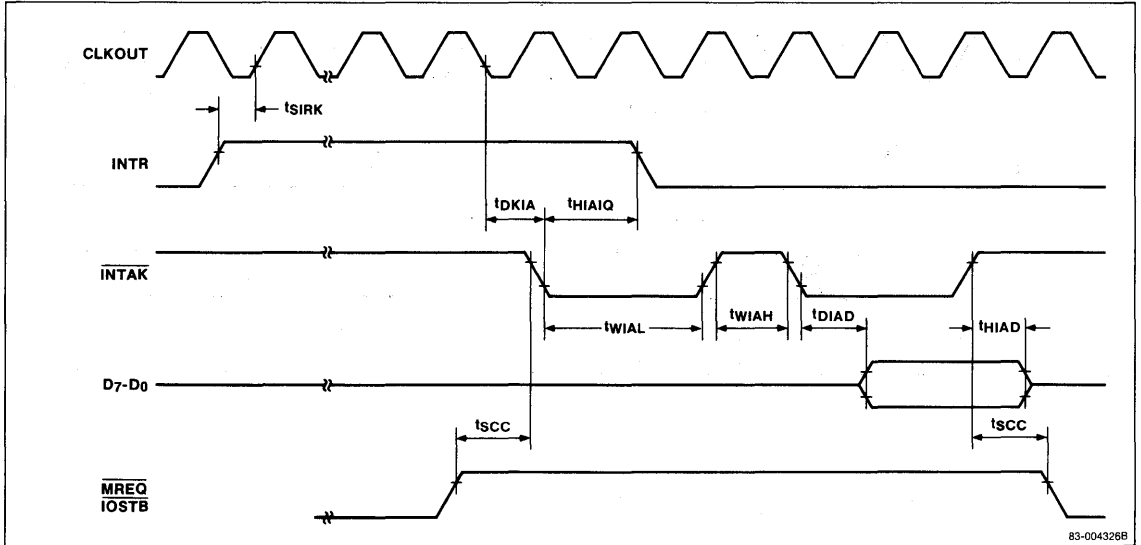 CLKOUT
tSIRK
INTR
tDKIA
tHIAIQ
INTAK
tWIAL
tWIAH
tDIAD
tHIAD
D7-D0
tSCC
tSCC
MREQ
IOSTB
83-004326B